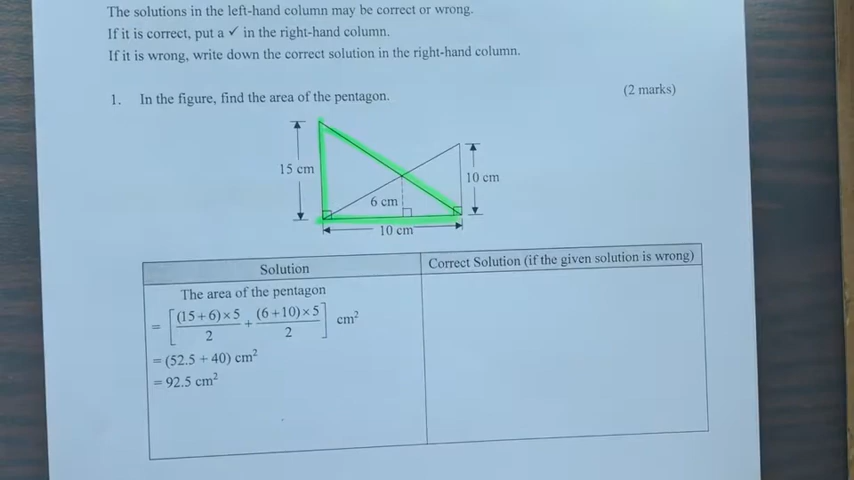 The solutions in the left-hand column may be correct or wrong.
If it is correct, put a ✓ in the right-hand column.
If it is wrong, write down the correct solution in the right-hand column.
1. In the figure, find the area of the pentagon. (2 marks)
15 cm
10 cm
6 cm
10 cm
Solution
Correct Solution (if the given solution is wrong)
The area of the pentagon
= [(15+6)×5/2 + (6+10)×5/2] cm²
= (52.5 + 40) cm²
= 92.5 cm²